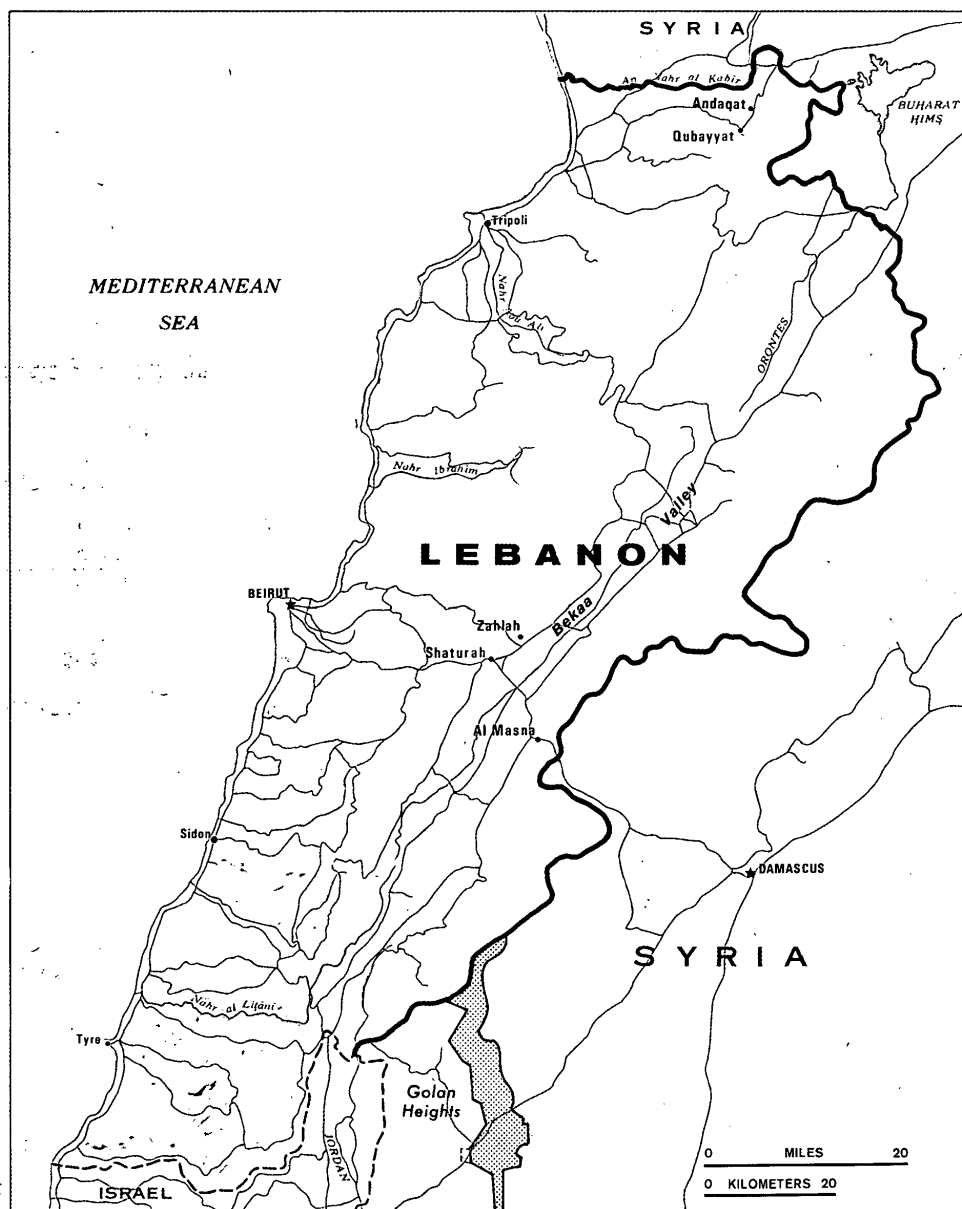 SYRIA
An Nahr al Kabir
Andaqat
BUHARAT
HIMŞ
Qubayyat
Tripoli
MEDITERRANEAN
SEA
Nahr Abu Ali
ORONTES
Nahr Ibrahim
Valley
LEBANON
BEIRUT
Bekaa
Zahlah
Shaturah
Al Masna
Sidon
DAMASCUS
SYRIA
Nahr al Liţāni
Tyre
Golan
Heights
JORDAN
ISRAEL
0 MILES 20
0 KILOMETERS 20